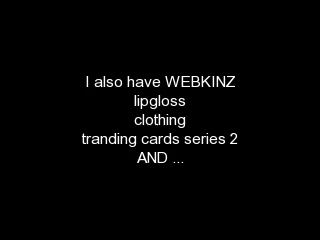 I also have WEBKINZ
lipgloss
clothing
tranding cards series 2
AND ...